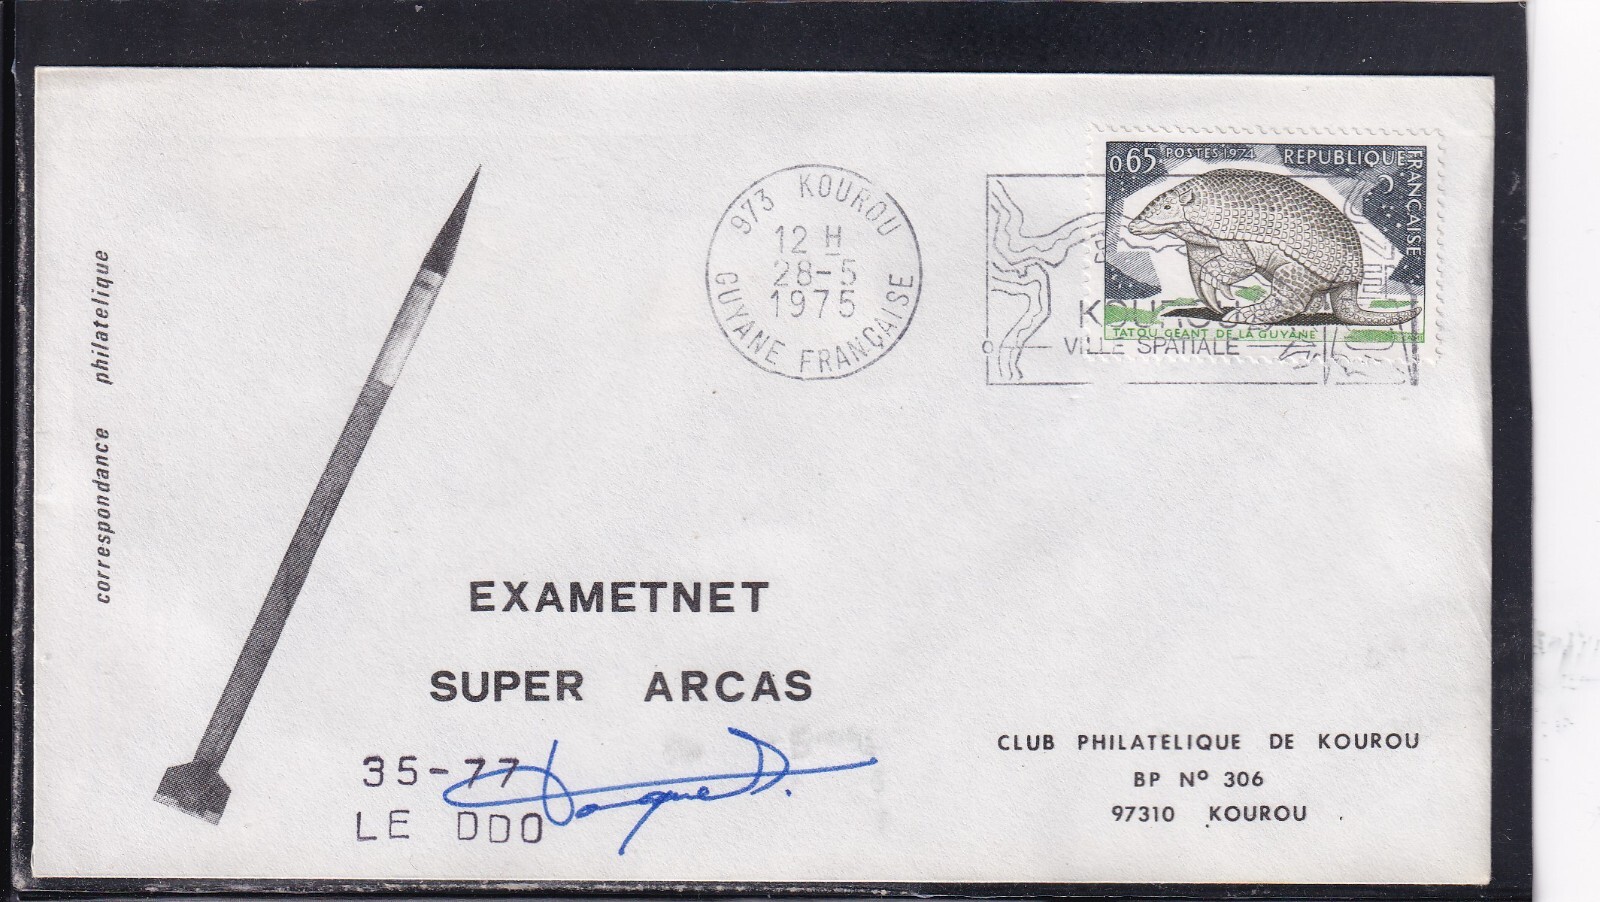 correspondance philatelique
973 KOUROU
12 H
28-5
1975
GUYANE FRANÇAISE
0,65 POSTES 1974 REPUBLIQUE FRANÇAISE
TATOU GEANT DE LA GUYANE
VILLE SPATIALE
EXAMETNET
SUPER ARCAS
35-77
LE DDO
CLUB PHILATELIQUE DE KOUROU
BP Nº 306
97310 KOUROU